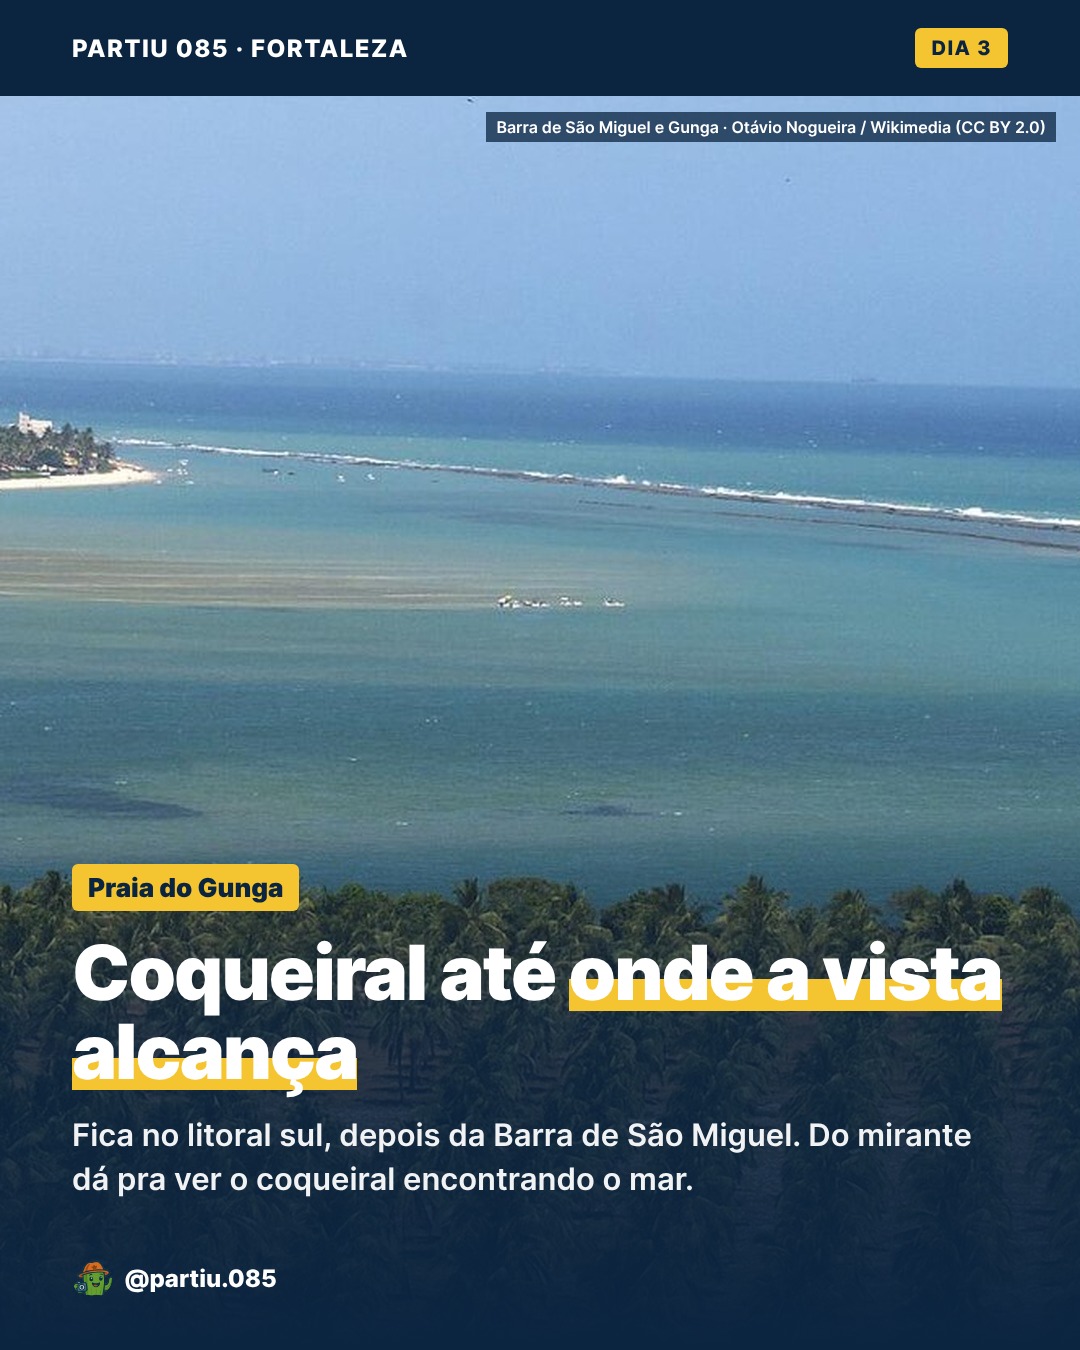 PARTIU 085 · FORTALEZA
DIA 3
Barra de São Miguel e Gunga · Otávio Nogueira / Wikimedia (CC BY 2.0)
Praia do Gunga
Coqueiral até onde a vista
alcança
Fica no litoral sul, depois da Barra de São Miguel. Do mirante
dá pra ver o coqueiral encontrando o mar.
@partiu.085